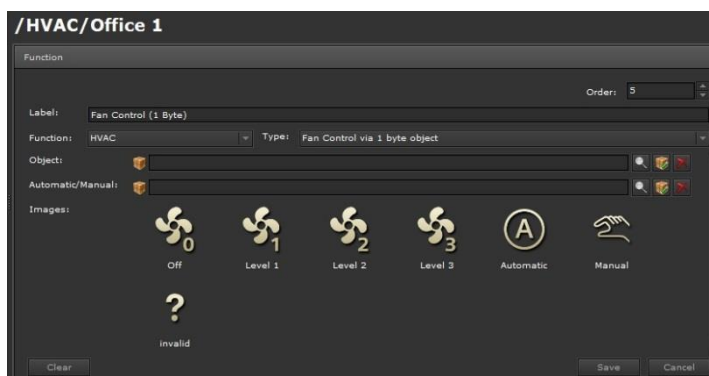 /HVAC/Office 1
Function
Order: 5
Label: Fan Control (1 Byte)
Function: HVAC Type: Fan Control via 1 byte object
Object:
Automatic/Manual:
Images:
0 1 2 3 A
Off Level 1 Level 2 Level 3 Automatic Manual
?
invalid
Clear Save Cancel